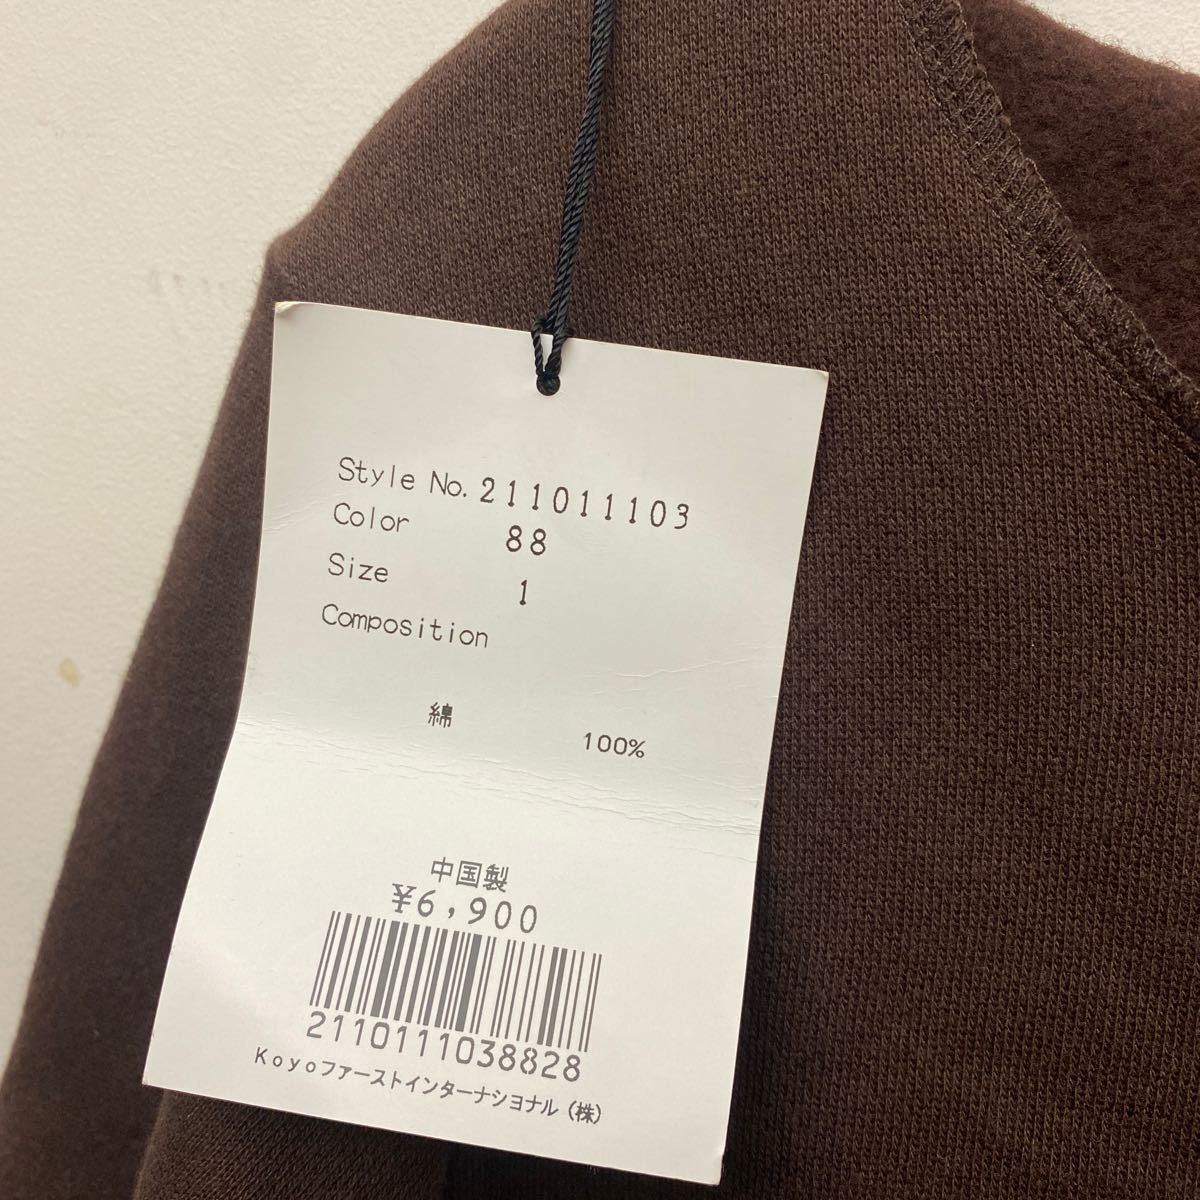 Style No. 211011103
Color 88
Size 1
Composition
綿 100%
中国製
¥6,900
2110111038828
Koyoファーストインターナショナル(株)